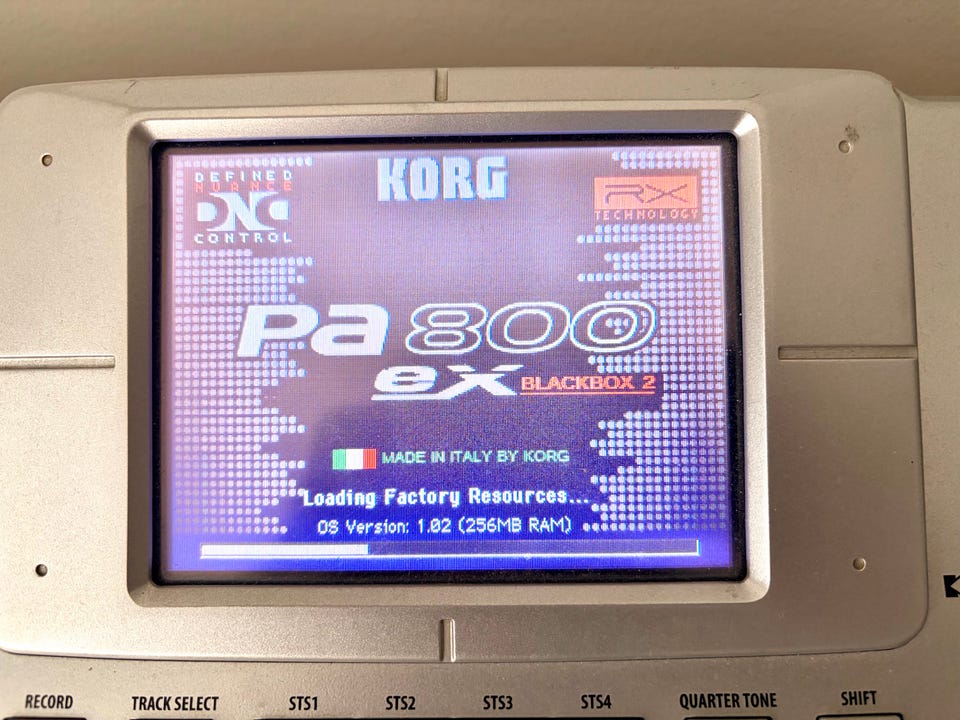 KORG
DEFINED
NUANCE
DNC
CONTROL
RX
TECHNOLOGY
Pa 800
eX BLACKBOX 2
MADE IN ITALY BY KORG
Loading Factory Resources...
OS Version: 1.02 (256MB RAM)
RECORD TRACK SELECT STS1 STS2 STS3 STS4 QUARTER TONE SHIFT